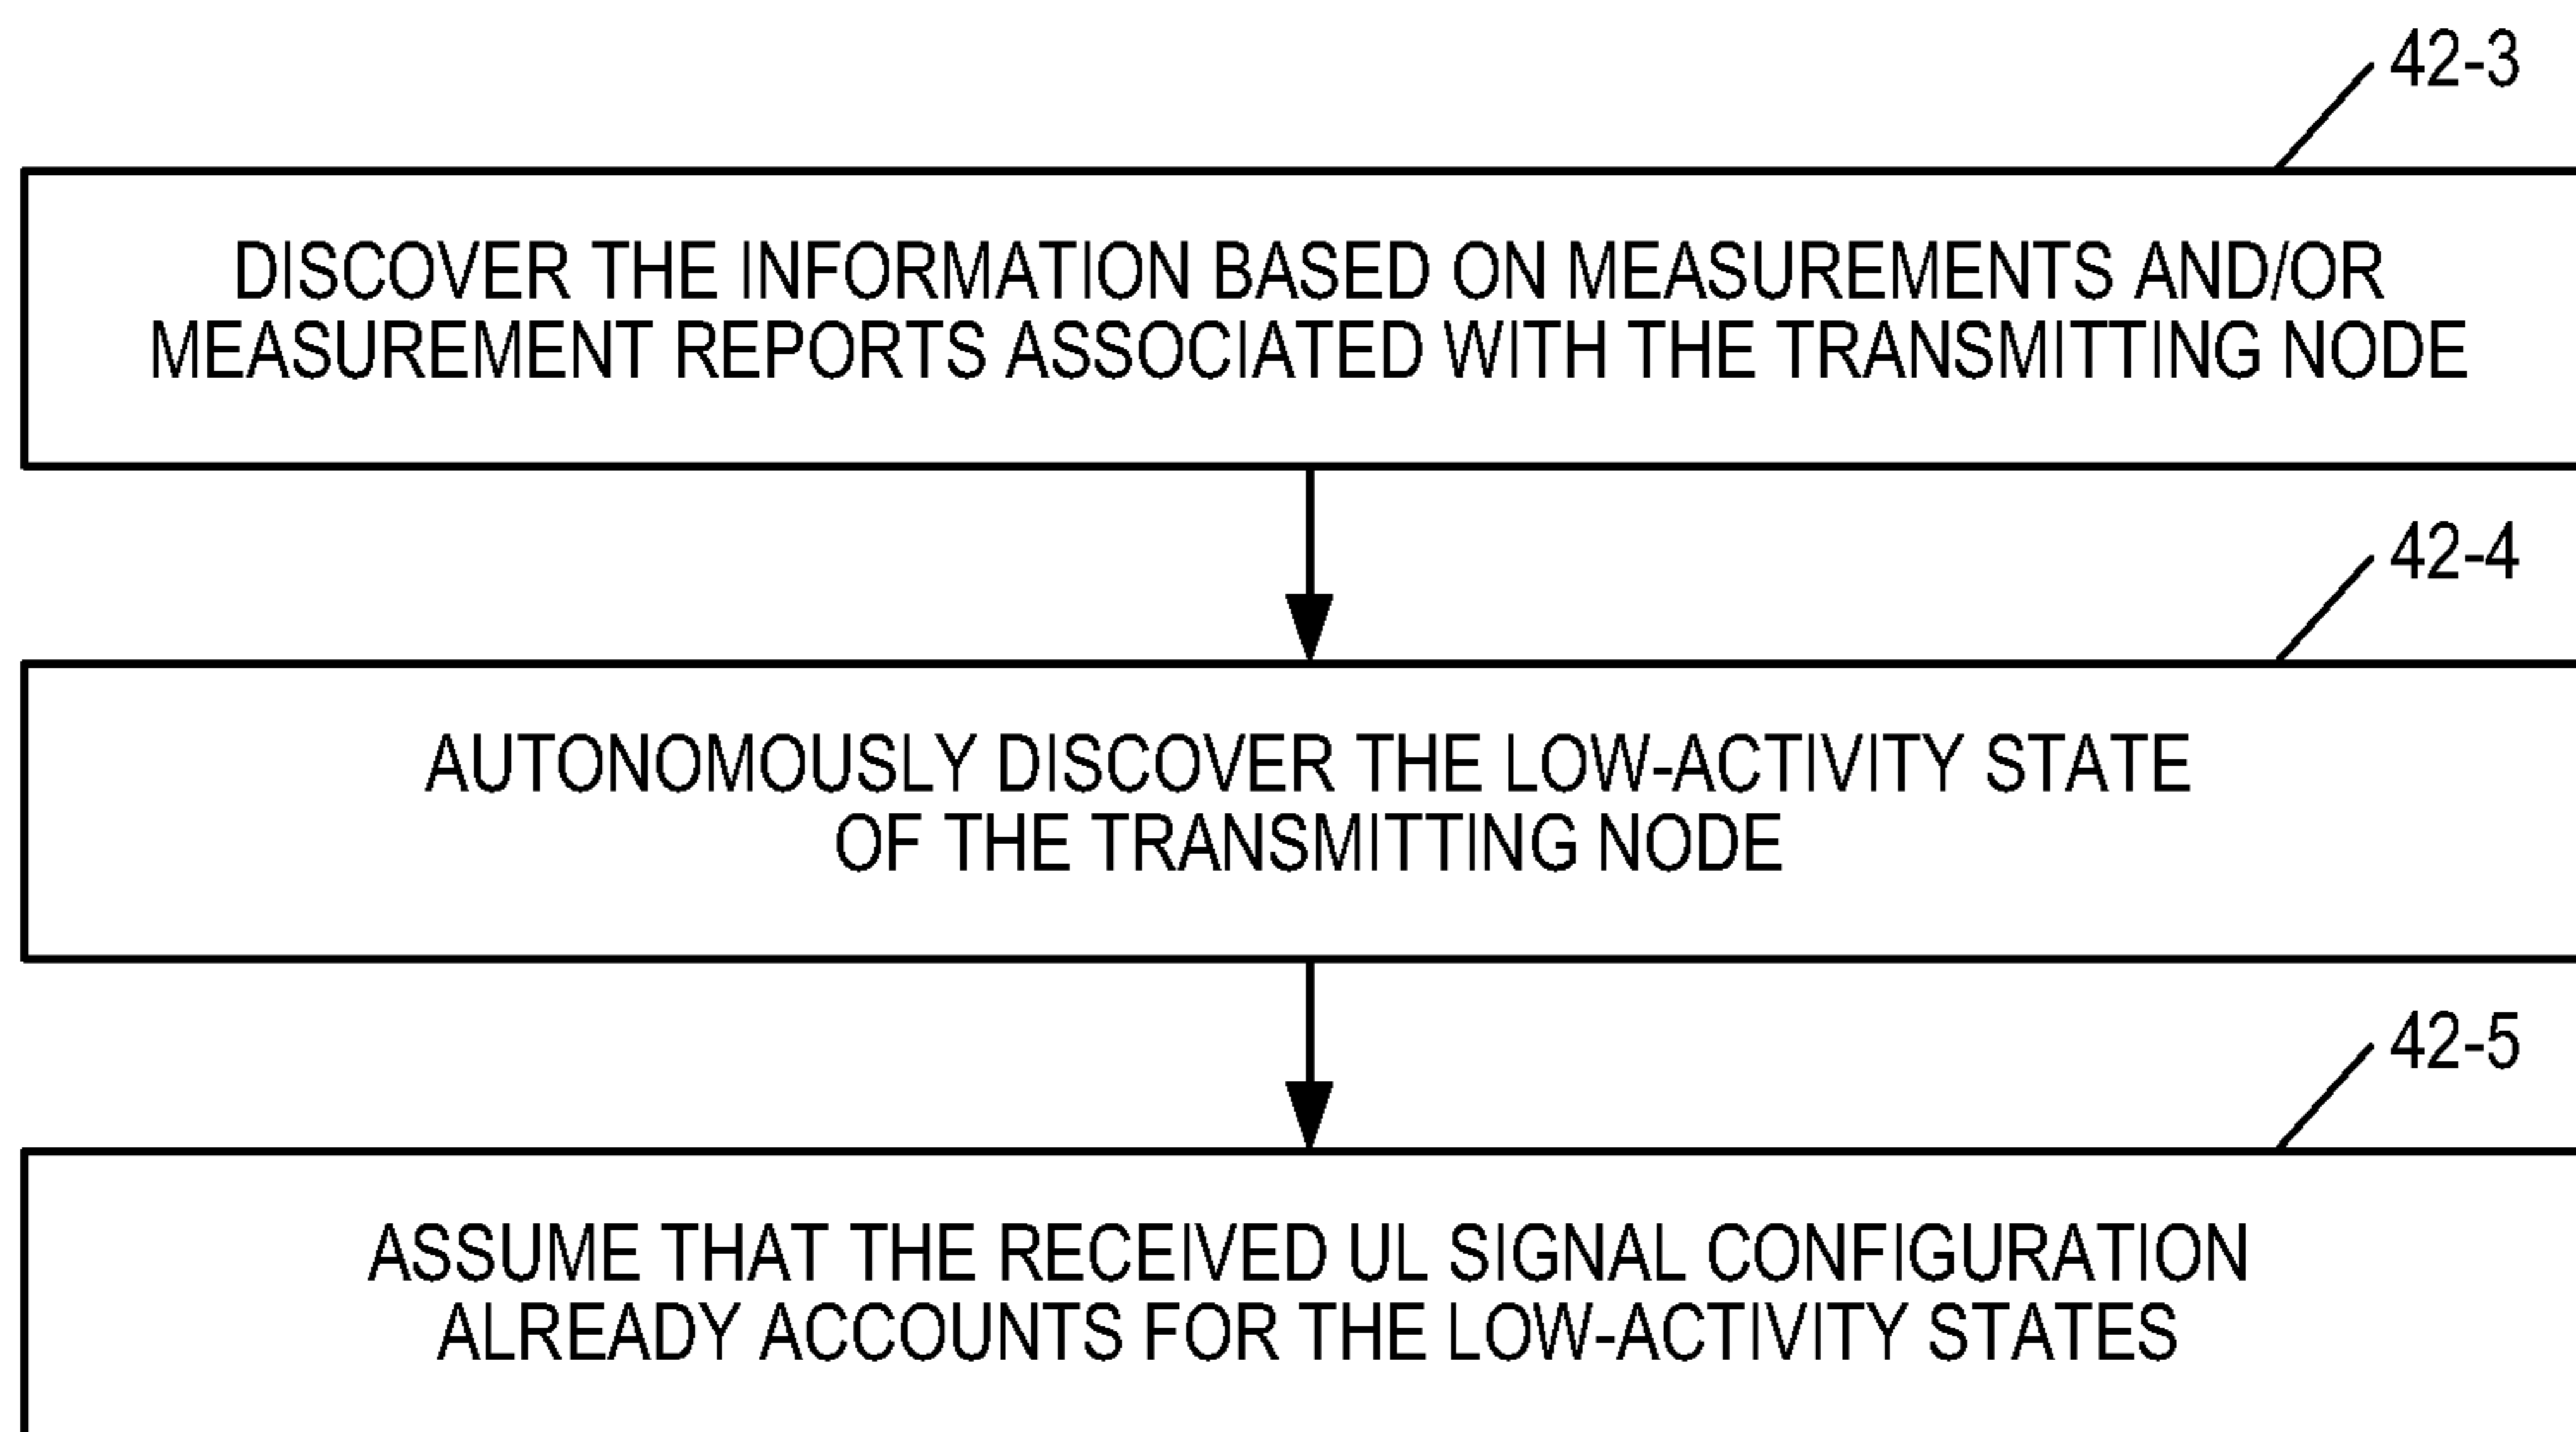 42-3
DISCOVER THE INFORMATION BASED ON MEASUREMENTS AND/OR
MEASUREMENT REPORTS ASSOCIATED WITH THE TRANSMITTING NODE
42-4
AUTONOMOUSLY DISCOVER THE LOW-ACTIVITY STATE
OF THE TRANSMITTING NODE
42-5
ASSUME THAT THE RECEIVED UL SIGNAL CONFIGURATION
ALREADY ACCOUNTS FOR THE LOW-ACTIVITY STATES